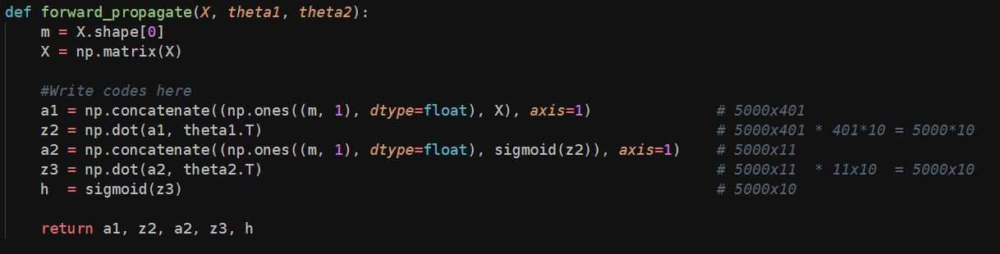 def forward_propagate(X, theta1, theta2):
    m = X.shape[0]
    X = np.matrix(X)
    #Write codes here
    a1 = np.concatenate((np.ones((m, 1), dtype=float), X), axis=1)              # 5000x401
    z2 = np.dot(a1, theta1.T)                                                   # 5000x401 * 401*10 = 5000*10
    a2 = np.concatenate((np.ones((m, 1), dtype=float), sigmoid(z2)), axis=1)    # 5000x11
    z3 = np.dot(a2, theta2.T)                                                   # 5000x11  * 11x10  = 5000x10
    h  = sigmoid(z3)                                                            # 5000x10
    return a1, z2, a2, z3, h